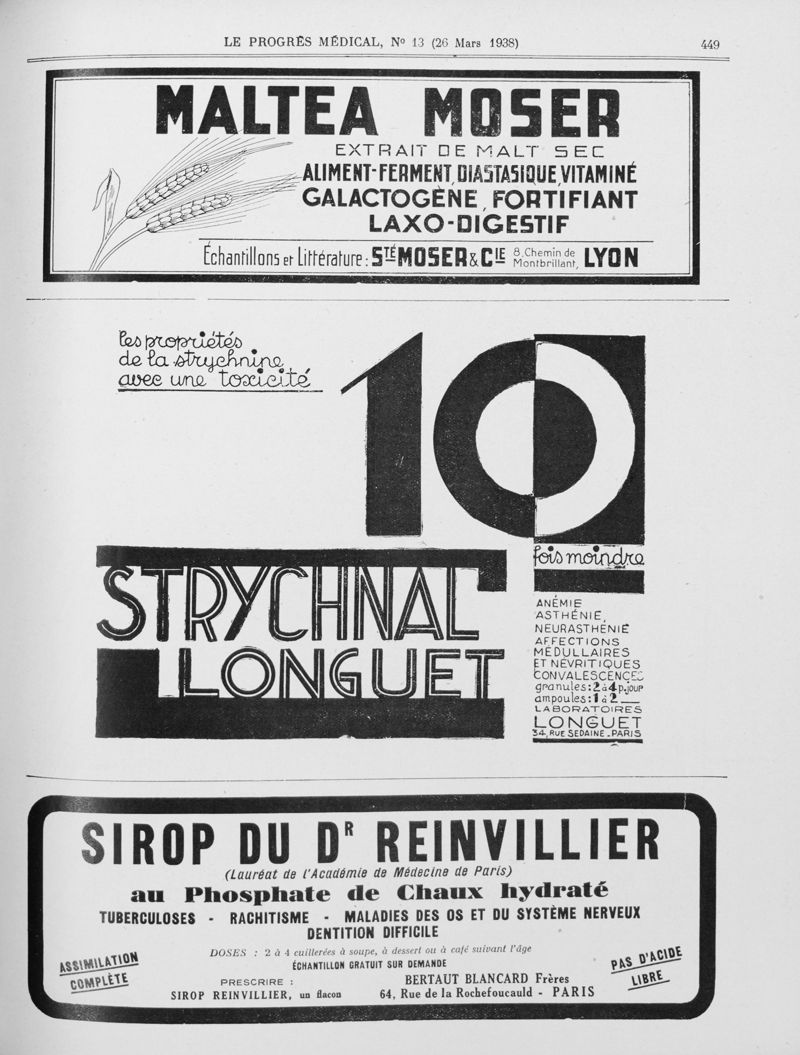 LE PROGRÈS MÉDICAL, Nº 13 (26 Mars 1938)
449
MALTEA MOSER
EXTRAIT DE MALT SEC
ALIMENT-FERMENT, DIASTASIQUE, VITAMINÉ
GALACTOGÈNE, FORTIFIANT
LAXO-DIGESTIF
Échantillons et Littérature : STÉ MOSER & CIE 8, Chemin de Montbrillant, LYON
les propriétés
de la strychnine
avec une toxicité
10
fois moindre
STRYCHNAL
LONGUET
ANÉMIE
ASTHÉNIE,
NEURASTHÉNIE
AFFECTIONS
MÉDULLAIRES
ET NÉVRITIQUES
CONVALESCENCES
granules : 2 à 4 p. jour
ampoules : 1 à 2 __
LABORATOIRES
LONGUET
34, RUE SEDAINE - PARIS
SIROP DU DR REINVILLIER
(Lauréat de l'Académie de Médecine de Paris)
au Phosphate de Chaux hydraté
TUBERCULOSES - RACHITISME - MALADIES DES OS ET DU SYSTÈME NERVEUX
DENTITION DIFFICILE
DOSES : 2 à 4 cuillerées à soupe, à dessert ou à café suivant l'âge
ÉCHANTILLON GRATUIT SUR DEMANDE
ASSIMILATION
COMPLÈTE
PRESCRIRE :
SIROP REINVILLIER, un flacon
BERTAUT BLANCARD Frères
64, Rue de la Rochefoucauld - PARIS
PAS D'ACIDE
LIBRE